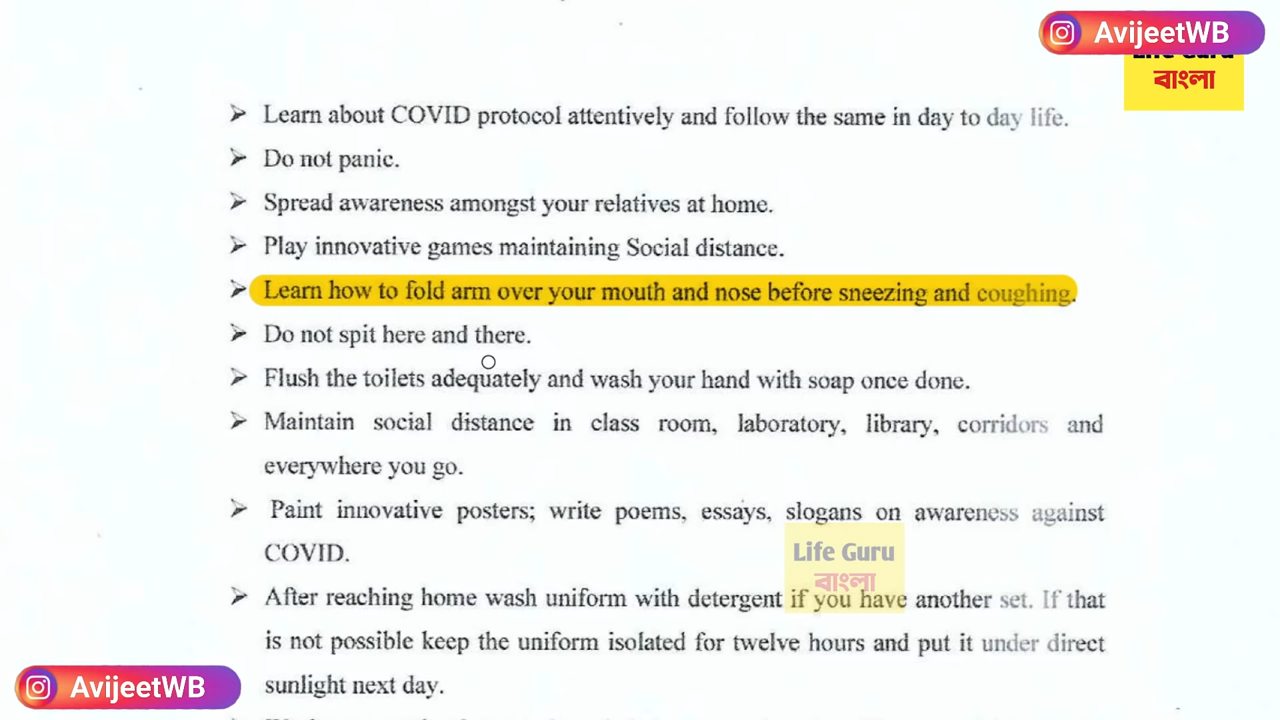 AvijeetWB
Life Guru
বাংলা
➢ Learn about COVID protocol attentively and follow the same in day to day life.
➢ Do not panic.
➢ Spread awareness amongst your relatives at home.
➢ Play innovative games maintaining Social distance.
➢ Learn how to fold arm over your mouth and nose before sneezing and coughing.
➢ Do not spit here and there.
➢ Flush the toilets adequately and wash your hand with soap once done.
➢ Maintain social distance in class room, laboratory, library, corridors and
everywhere you go.
➢ Paint innovative posters; write poems, essays, slogans on awareness against
COVID.
Life Guru
বাংলা
➢ After reaching home wash uniform with detergent if you have another set. If that
is not possible keep the uniform isolated for twelve hours and put it under direct
sunlight next day.
AvijeetWB